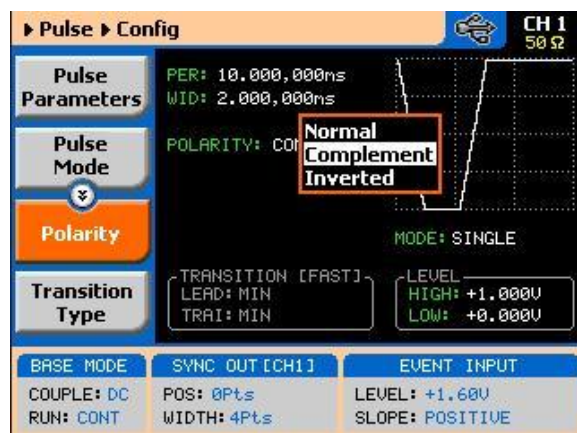 Pulse Config
CH 1
50 Ω
Pulse
Parameters
Pulse
Mode
Polarity
Transition
Type
PER: 10.000,000ms
WID: 2.000,000ms
POLARITY: CO
Normal
Complement
Inverted
MODE: SINGLE
TRANSITION [FAST]
LEAD: MIN
TRAI: MIN
LEVEL
HIGH: +1.000V
LOW: +0.000V
BASE MODE
COUPLE: DC
RUN: CONT
SYNC OUT [CH1]
POS: 0Pts
WIDTH: 4Pts
EVENT INPUT
LEVEL: +1.60V
SLOPE: POSITIVE